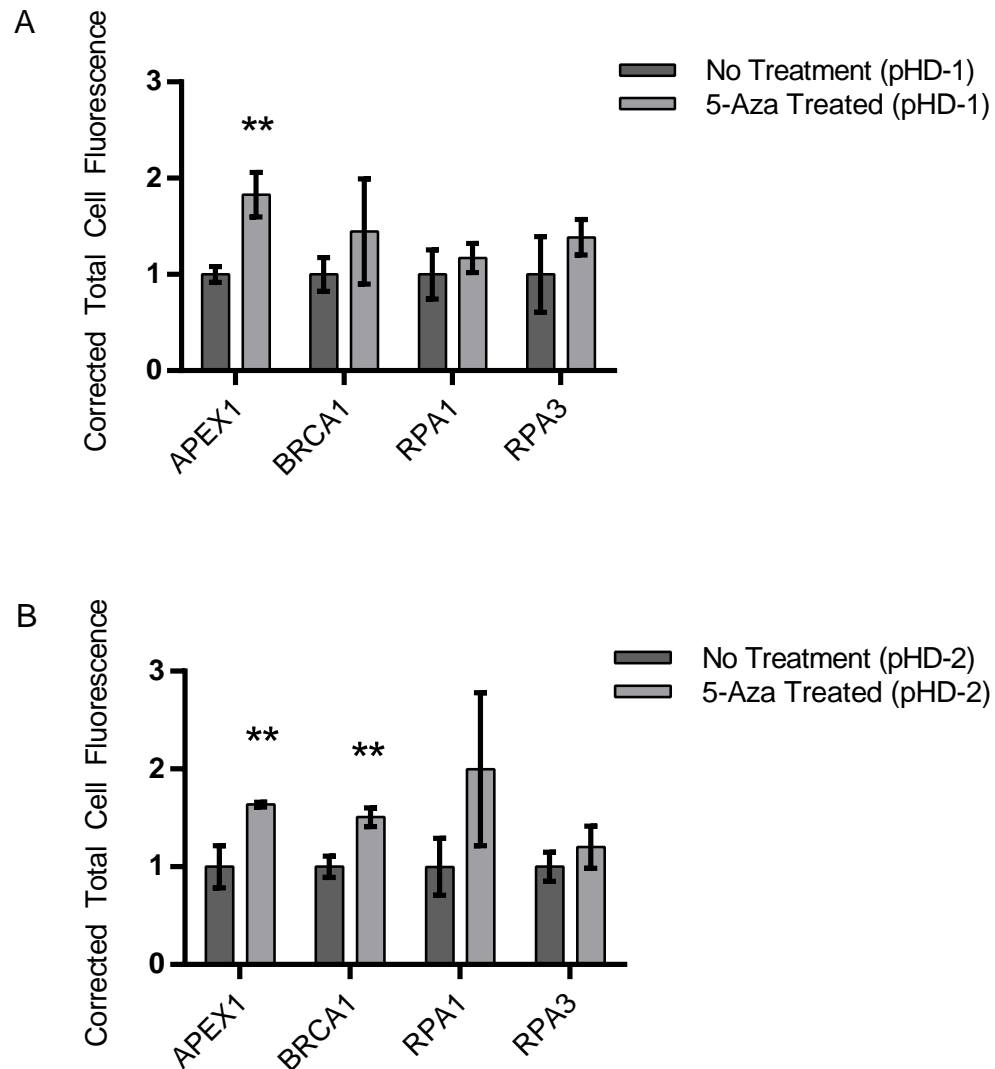 A
Corrected Total Cell Fluorescence
3
2
1
0
**
APEX1
BRCA1
RPA1
RPA3
No Treatment (pHD-1)
5-Aza Treated (pHD-1)
B
Corrected Total Cell Fluorescence
3
2
1
0
**
**
APEX1
BRCA1
RPA1
RPA3
No Treatment (pHD-2)
5-Aza Treated (pHD-2)